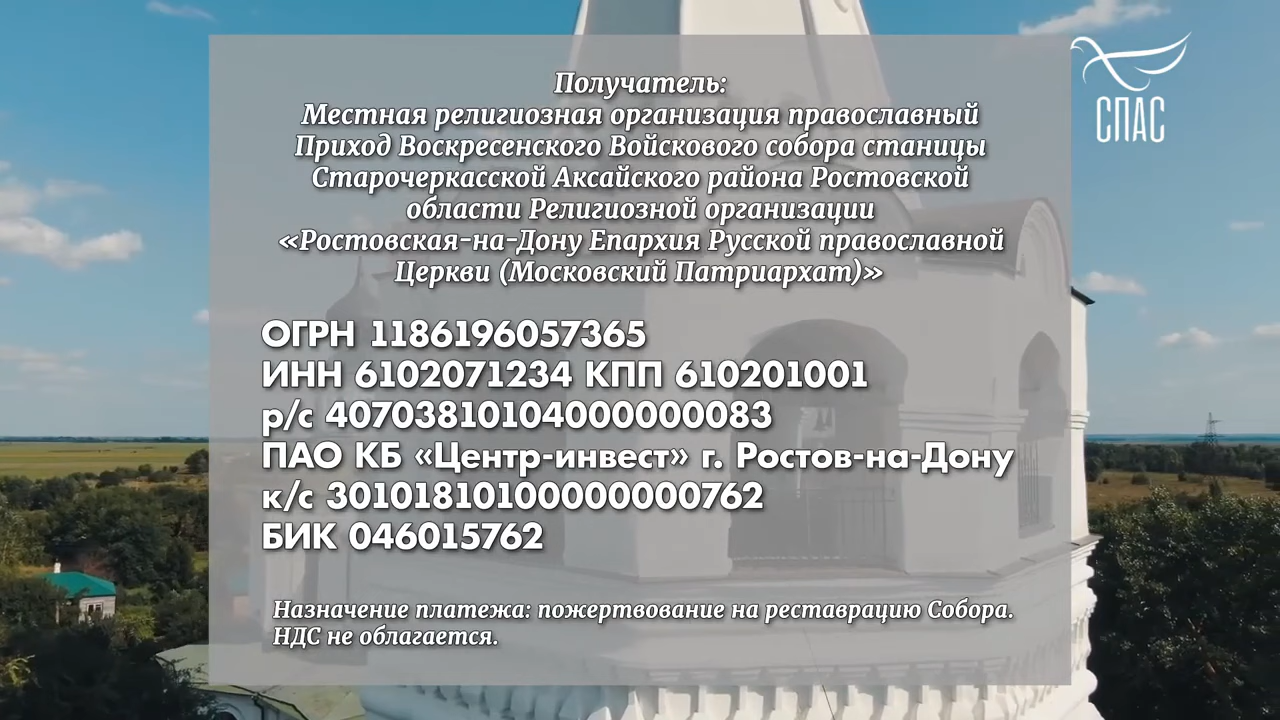 Получатель:
Местная религиозная организация православный
Приход Воскресенского Войскового собора станицы
Старочеркасской Аксайского района Ростовской
области Религиозной организации
«Ростовская-на-Дону Епархия Русской православной
Церкви (Московский Патриархат)»
СПАС
ОГРН 1186196057365
ИНН 6102071234 КПП 610201001
р/с 40703810104000000083
ПАО КБ «Центр-инвест» г. Ростов-на-Дону
к/с 30101810100000000762
БИК 046015762
Назначение платежа: пожертвование на реставрацию Собора.
НДС не облагается.